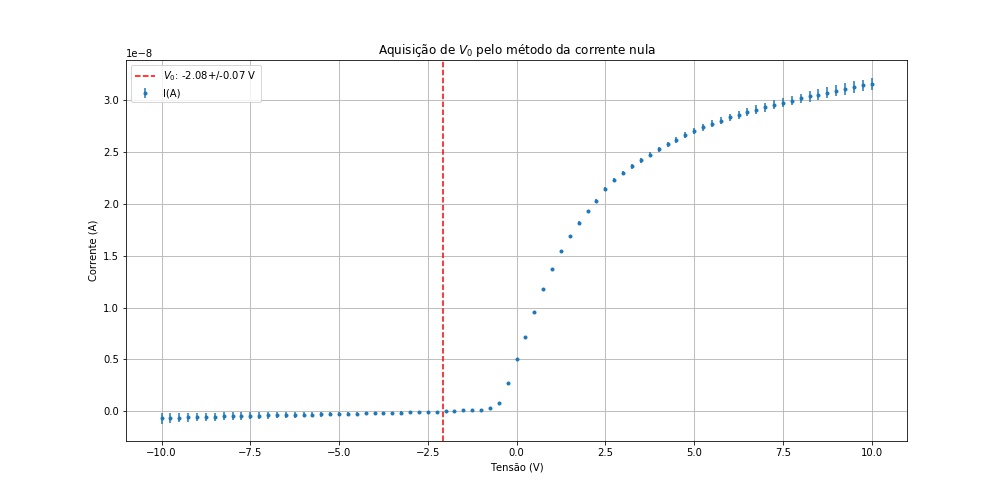 Aquisição de V₀ pelo método da corrente nula
1e−8
V₀: -2.08+/-0.07 V
I(A)
3.0
2.5
2.0
1.5
1.0
0.5
0.0
Corrente (A)
−10.0 −7.5 −5.0 −2.5 0.0 2.5 5.0 7.5 10.0
Tensão (V)